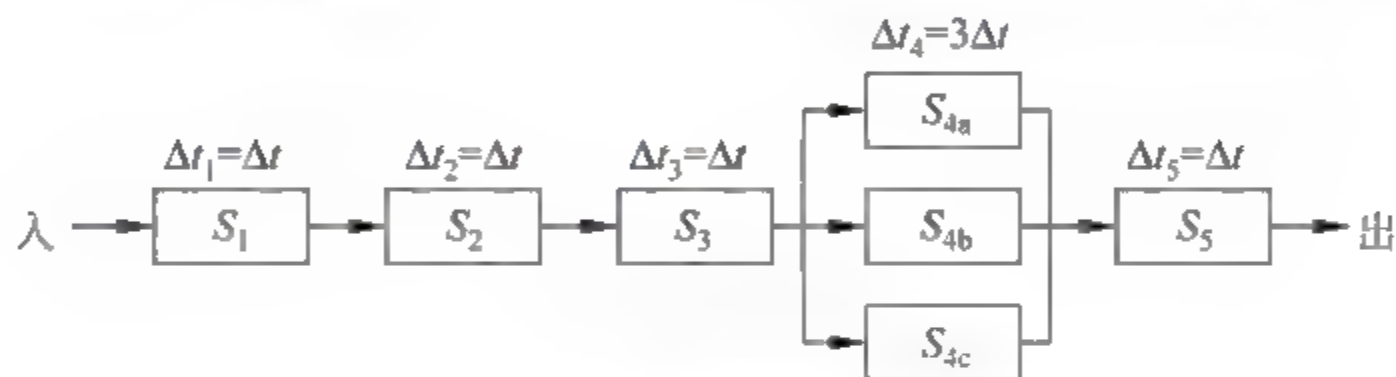 Δt₄=3Δt
S₄ₐ
Δt₁=Δt Δt₂=Δt Δt₃=Δt Δt₅=Δt
入 S₁ S₂ S₃ S₄b S₅ 出
S₄c